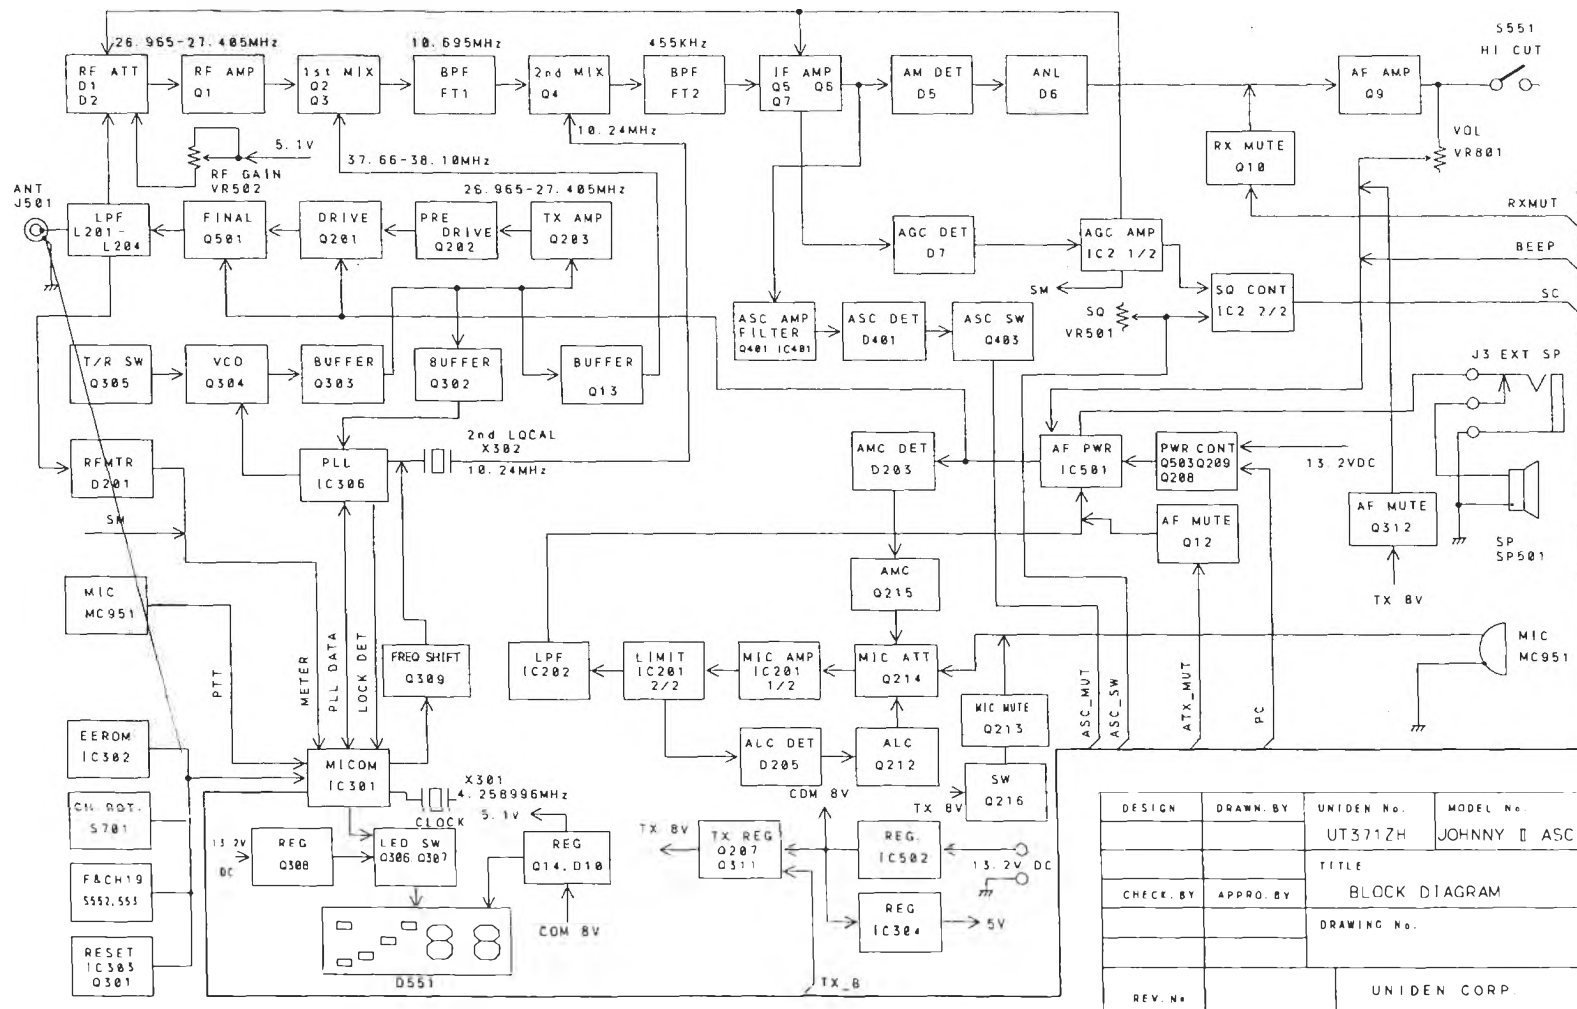 26.965-27.405MHz
10.695MHz
455KHz
S551
HI CUT
RF ATT
D1
D2
RF AMP
Q1
1st MIX
Q2
Q3
BPF
FT1
2nd MIX
Q4
BPF
FT2
IF AMP
Q5 Q6
Q7
AM DET
D5
ANL
D6
AF AMP
Q9
10.24MHz
5.1V
RF GAIN
VR502
37.66-38.10MHz
RX MUTE
Q10
VOL
VR801
ANT
J501
26.965-27.405MHz
RXMUT
LPF
L201-
L204
FINAL
Q501
DRIVE
Q201
PRE
DRIVE
Q202
TX AMP
Q203
AGC DET
D7
AGC AMP
IC2 1/2
BEEP
SM
SQ CONT
IC2 2/2
SC
ASC AMP
FILTER
Q401 IC401
ASC DET
D401
ASC SW
Q403
SQ
VR501
T/R SW
Q305
VCO
Q304
BUFFER
Q303
BUFFER
Q302
BUFFER
Q13
J3 EXT SP
2nd LOCAL
X302
10.24MHz
RFMTR
D201
PLL
IC306
AMC DET
D203
AF PWR
IC501
PWR CONT
Q503Q209
Q208
13.2VDC
SM
AF MUTE
Q12
AF MUTE
Q312
SP
SP501
MIC
MC951
AMC
Q215
TX 8V
PTT
METER
PLL DATA
LOCK DET
FREQ SHIFT
Q309
LPF
IC202
LIMIT
IC201
2/2
MIC AMP
IC201
1/2
MIC ATT
Q214
MIC
MC951
MIC MUTE
Q213
ASC_MUT
ASC_SW
ATX_MUT
PC
EEROM
IC302
MICOM
IC301
ALC DET
D205
ALC
Q212
SW
Q216
TX 8V
X301
4.258996MHz
CLOCK
CH ROT.
S701
5.1V
COM 8V
13.2V
DC
REG
Q308
LED SW
Q306 Q307
REG
Q14,D10
TX 8V
TX REG
Q207
Q311
REG.
IC502
13.2V DC
F&CH19
S552,553
REG
IC304
5V
COM 8V
RESET
IC303
Q301
D551
TX_B
DESIGN
DRAWN.BY
UNIDEN No.
MODEL No.
UT371ZH
JOHNNY II ASC
TITLE
BLOCK DIAGRAM
CHECK.BY
APPRO.BY
DRAWING No.
REV.No
UNIDEN CORP.